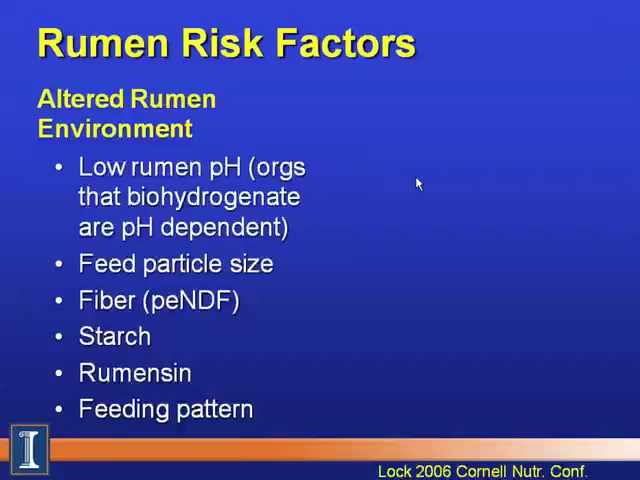 Rumen Risk Factors
Altered Rumen
Environment
• Low rumen pH (orgs
that biohydrogenate
are pH dependent)
• Feed particle size
• Fiber (peNDF)
• Starch
• Rumensin
• Feeding pattern
I
Lock 2006 Cornell Nutr. Conf.